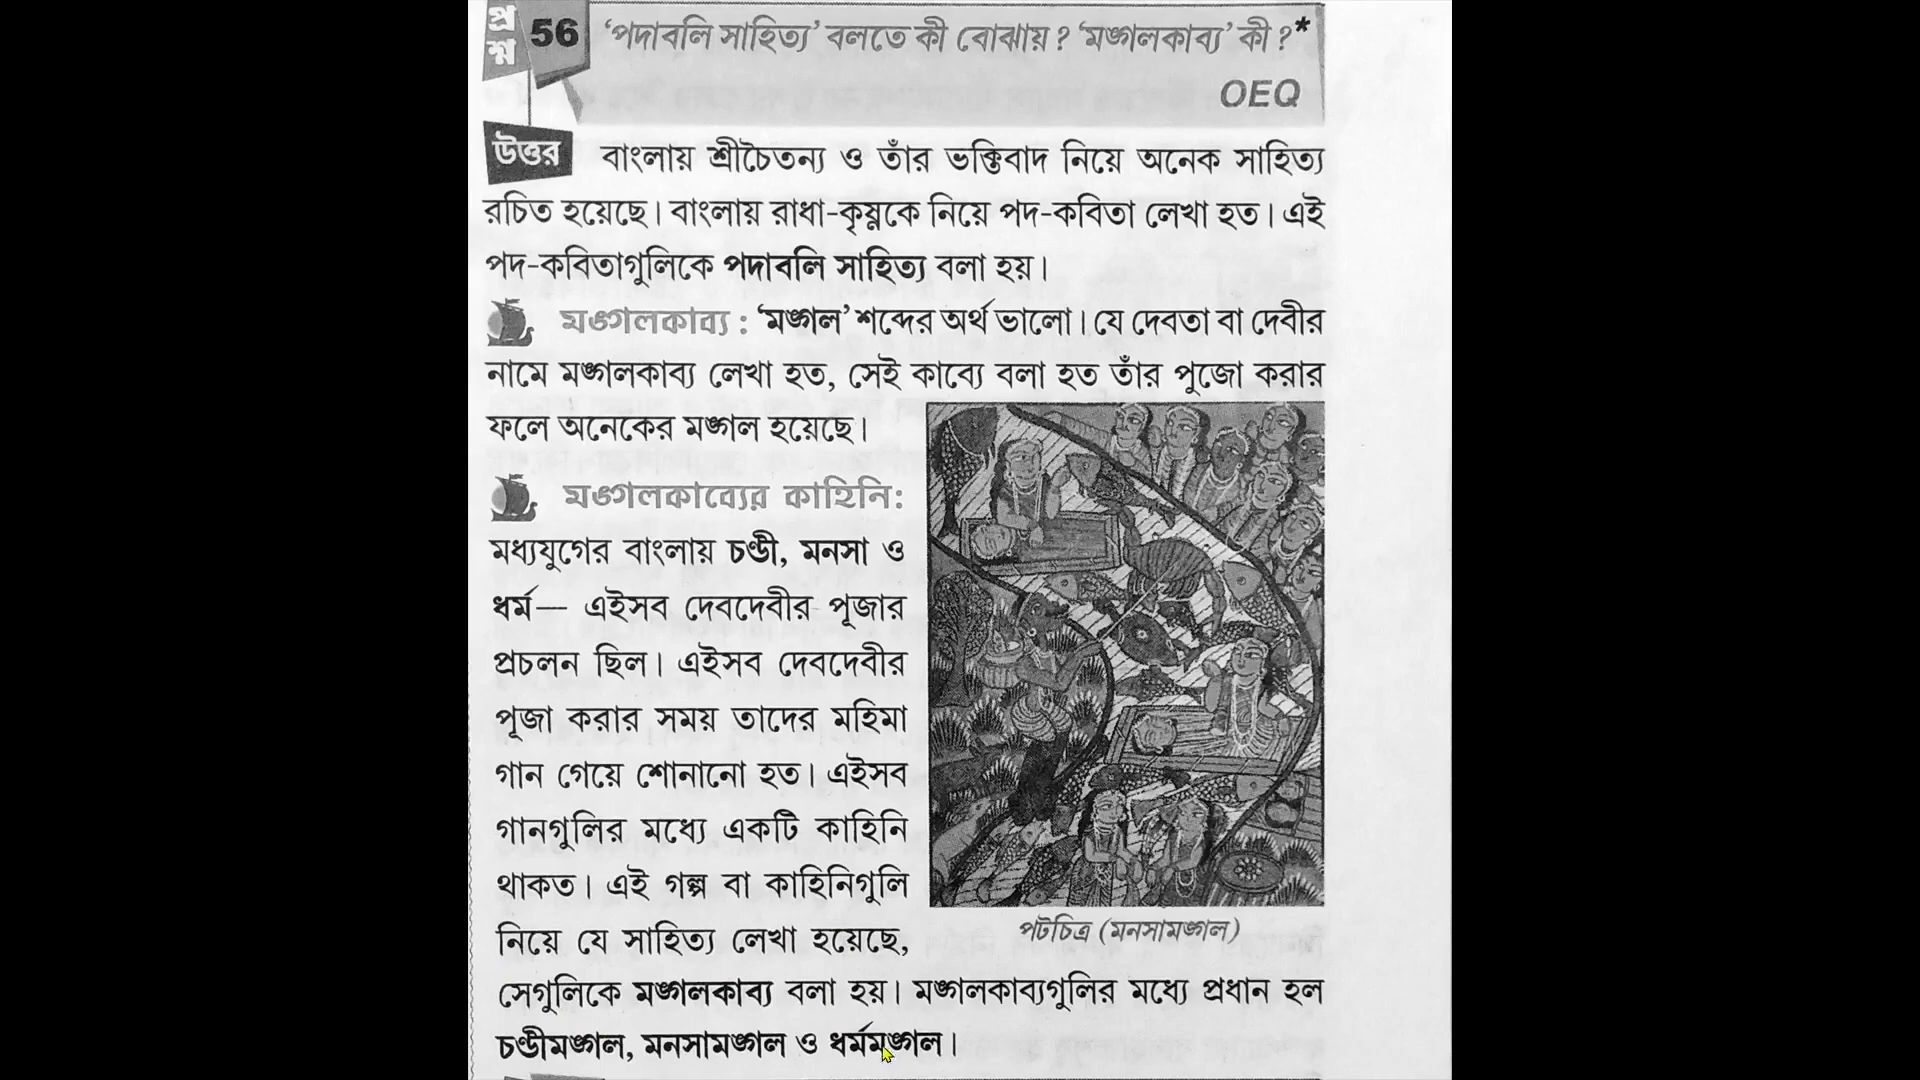 প্রশ্ন 56 'পদাবলি সাহিত্য' বলতে কী বোঝায়? 'মঙ্গলকাব্য' কী?*
OEQ
উত্তর বাংলায় শ্রীচৈতন্য ও তাঁর ভক্তিবাদ নিয়ে অনেক সাহিত্য
রচিত হয়েছে। বাংলায় রাধা-কৃষ্ণকে নিয়ে পদ-কবিতা লেখা হত। এই
পদ-কবিতাগুলিকে পদাবলি সাহিত্য বলা হয়।
মঙ্গলকাব্য : 'মঙ্গল' শব্দের অর্থ ভালো। যে দেবতা বা দেবীর
নামে মঙ্গলকাব্য লেখা হত, সেই কাব্যে বলা হত তাঁর পুজো করার
ফলে অনেকের মঙ্গল হয়েছে।
মঙ্গলকাব্যের কাহিনি:
মধ্যযুগের বাংলায় চণ্ডী, মনসা ও
ধর্ম— এইসব দেবদেবীর পূজার
প্রচলন ছিল। এইসব দেবদেবীর
পূজা করার সময় তাদের মহিমা
গান গেয়ে শোনানো হত। এইসব
গানগুলির মধ্যে একটি কাহিনি
থাকত। এই গল্প বা কাহিনিগুলি
নিয়ে যে সাহিত্য লেখা হয়েছে,
সেগুলিকে মঙ্গলকাব্য বলা হয়। মঙ্গলকাব্যগুলির মধ্যে প্রধান হল
চণ্ডীমঙ্গল, মনসামঙ্গল ও ধর্মমঙ্গল।
পটচিত্র (মনসামঙ্গল)